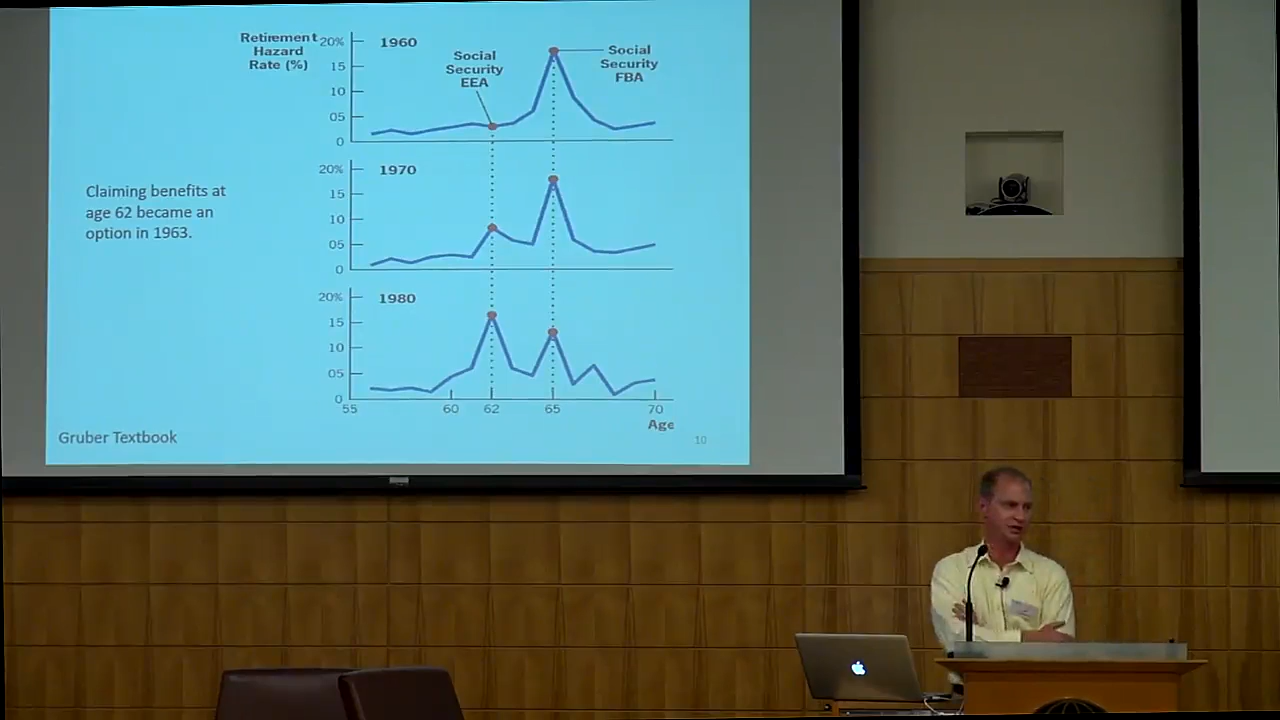 Retirement
Hazard
Rate (%)
20%
15
10
05
0
1960
Social
Security
EEA
Social
Security
FBA
20%
15
10
05
0
1970
Claiming benefits at
age 62 became an
option in 1963.
20%
15
10
05
0
1980
55
60
62
65
70
Age
Gruber Textbook
10